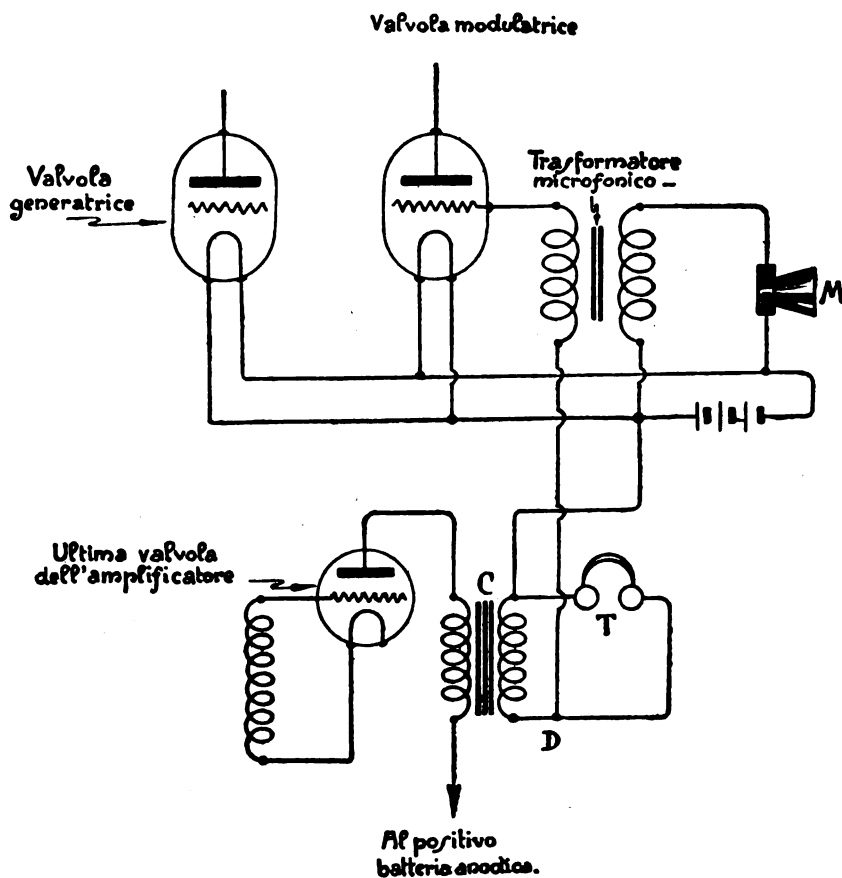 Valvola modulatrice
Valvola
generatrice
Trasformatore
microfonico -
M
Ultima valvola
dell'amplificatore
C
T
D
Al positivo
batteria anodica.